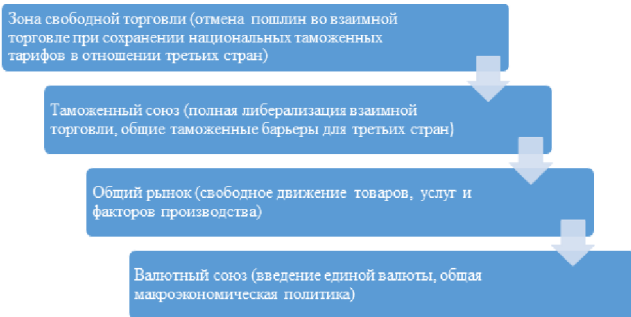 Зона свободной торговли (отмена пошлин во взаимной
торговле при сохранении национальных таможенных
тарифов в отношении третьих стран)
Таможенный союз (полная либерализация взаимной
торговли, общие таможенные барьеры для третьих стран)
Общий рынок (свободное движение товаров, услуг и
факторов производства)
Валютный союз (введение единой валюты, общая
макроэкономическая политика)